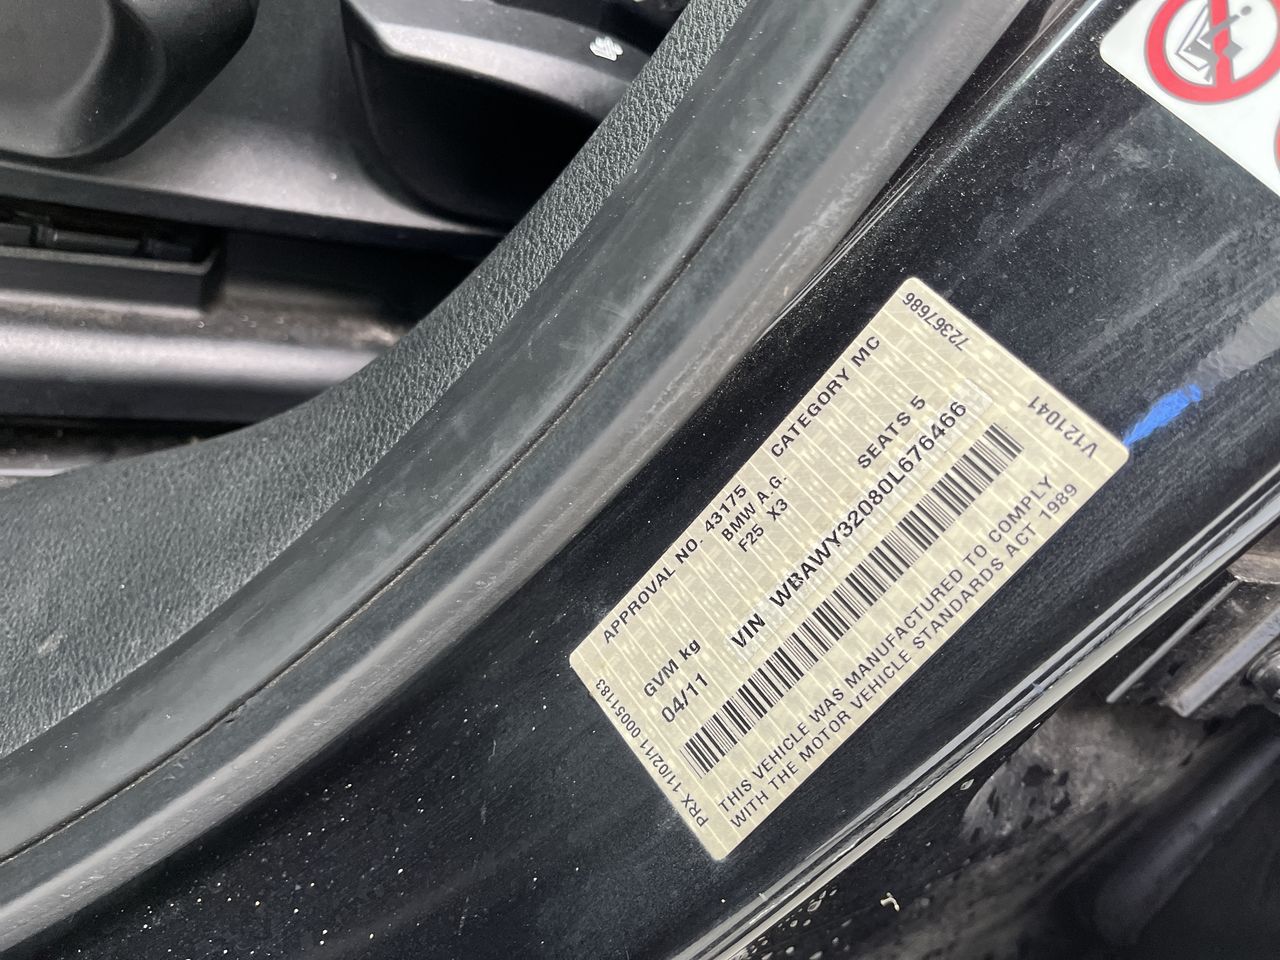 72367686
APPROVAL NO. 43175 CATEGORY MC
BMW A.G.
F25 X3
GVM kg SEATS 5
04/11 VIN WBAWY32080L676466
V121041
PRX 11/02/11 00051183
THIS VEHICLE WAS MANUFACTURED TO COMPLY
WITH THE MOTOR VEHICLE STANDARDS ACT 1989